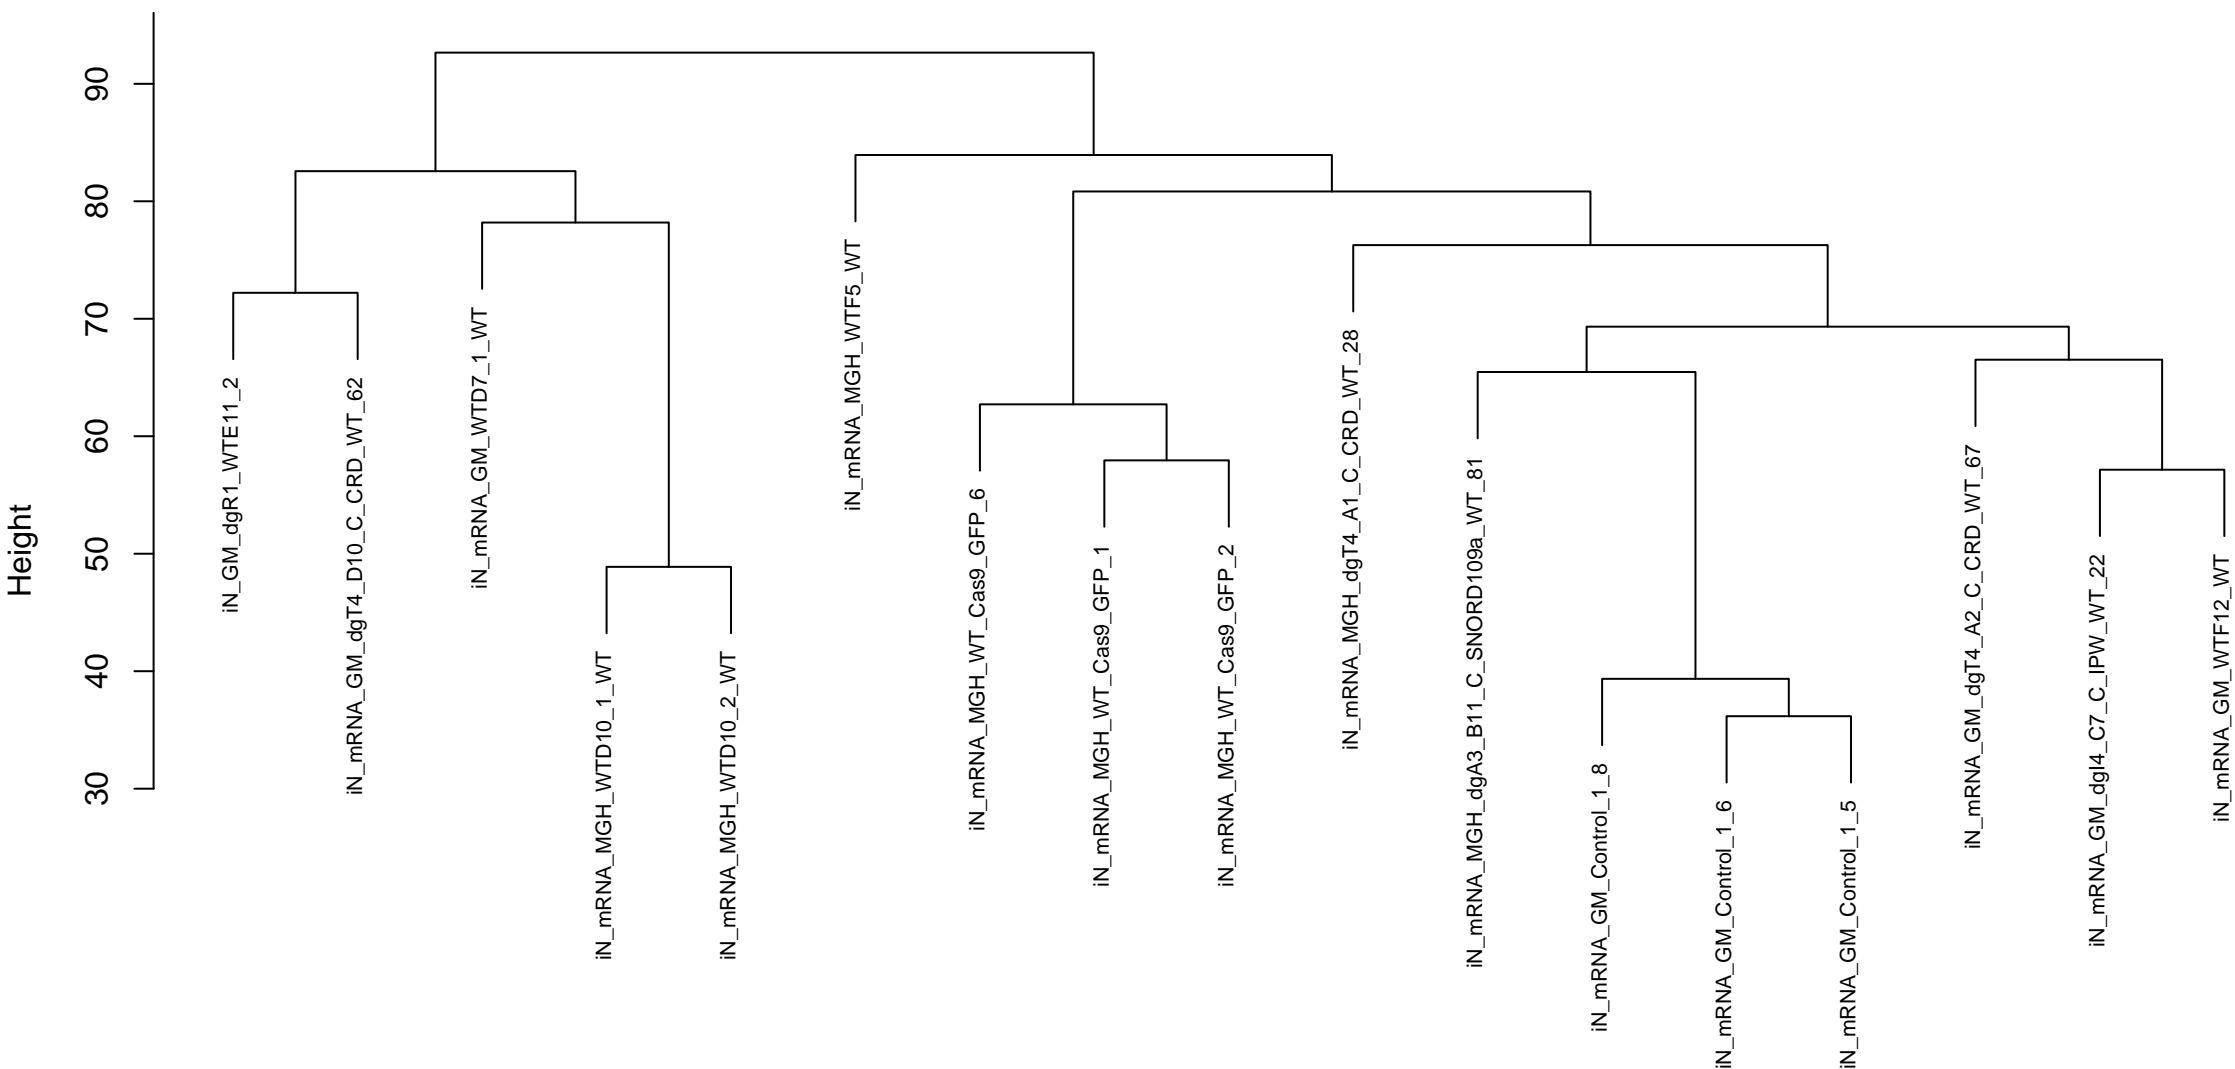 Height
90
80
70
60
50
40
30
iN_GM_dgR1_WTE11_2
iN_mRNA_GM_dgT4_D10_C_CRD_WT_62
iN_mRNA_GM_WTD7_1_WT
iN_mRNA_MGH_WTD10_1_WT
iN_mRNA_MGH_WTD10_2_WT
iN_mRNA_MGH_WTF5_WT
iN_mRNA_MGH_WT_Cas9_GFP_6
iN_mRNA_MGH_WT_Cas9_GFP_1
iN_mRNA_MGH_WT_Cas9_GFP_2
iN_mRNA_MGH_dgT4_A1_C_CRD_WT_28
iN_mRNA_MGH_dgA3_B11_C_SNORD109a_WT_81
iN_mRNA_GM_Control_1_8
iN_mRNA_GM_Control_1_6
iN_mRNA_GM_Control_1_5
iN_mRNA_GM_dgT4_A2_C_CRD_WT_67
iN_mRNA_GM_dgI4_C7_C_IPW_WT_22
iN_mRNA_GM_WTF12_WT